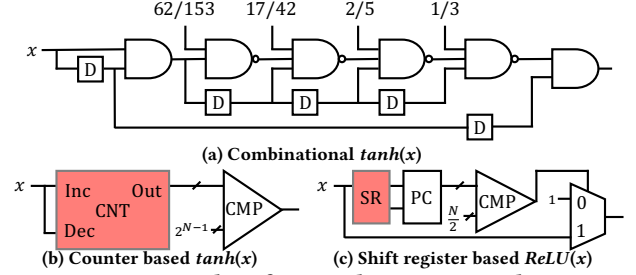 62/153 17/42 2/5 1/3
x
D
D D D
D
(a) Combinational tanh(x)
x Inc Out
CNT
Dec
2^{N−1}
CMP
(b) Counter based tanh(x)
x SR PC
N/2
CMP
1 0
1
(c) Shift register based ReLU(x)